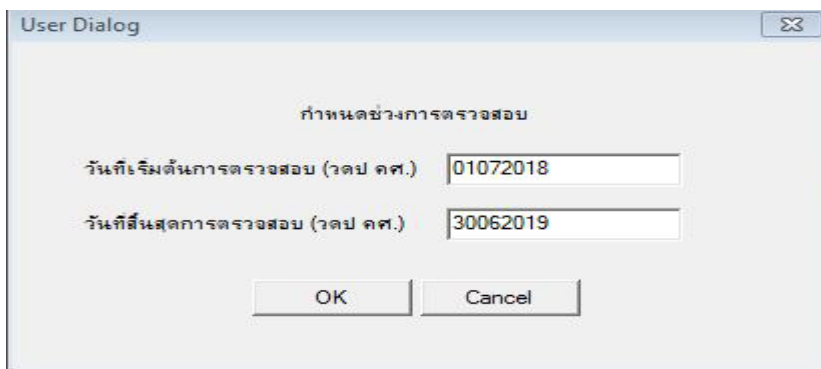 User Dialog
กำหนดช่วงการตรวจสอบ
วันที่เริ่มต้นการตรวจสอบ (วดป คศ.) 01072018
วันที่สิ้นสุดการตรวจสอบ (วดป คศ.) 30062019
OK Cancel